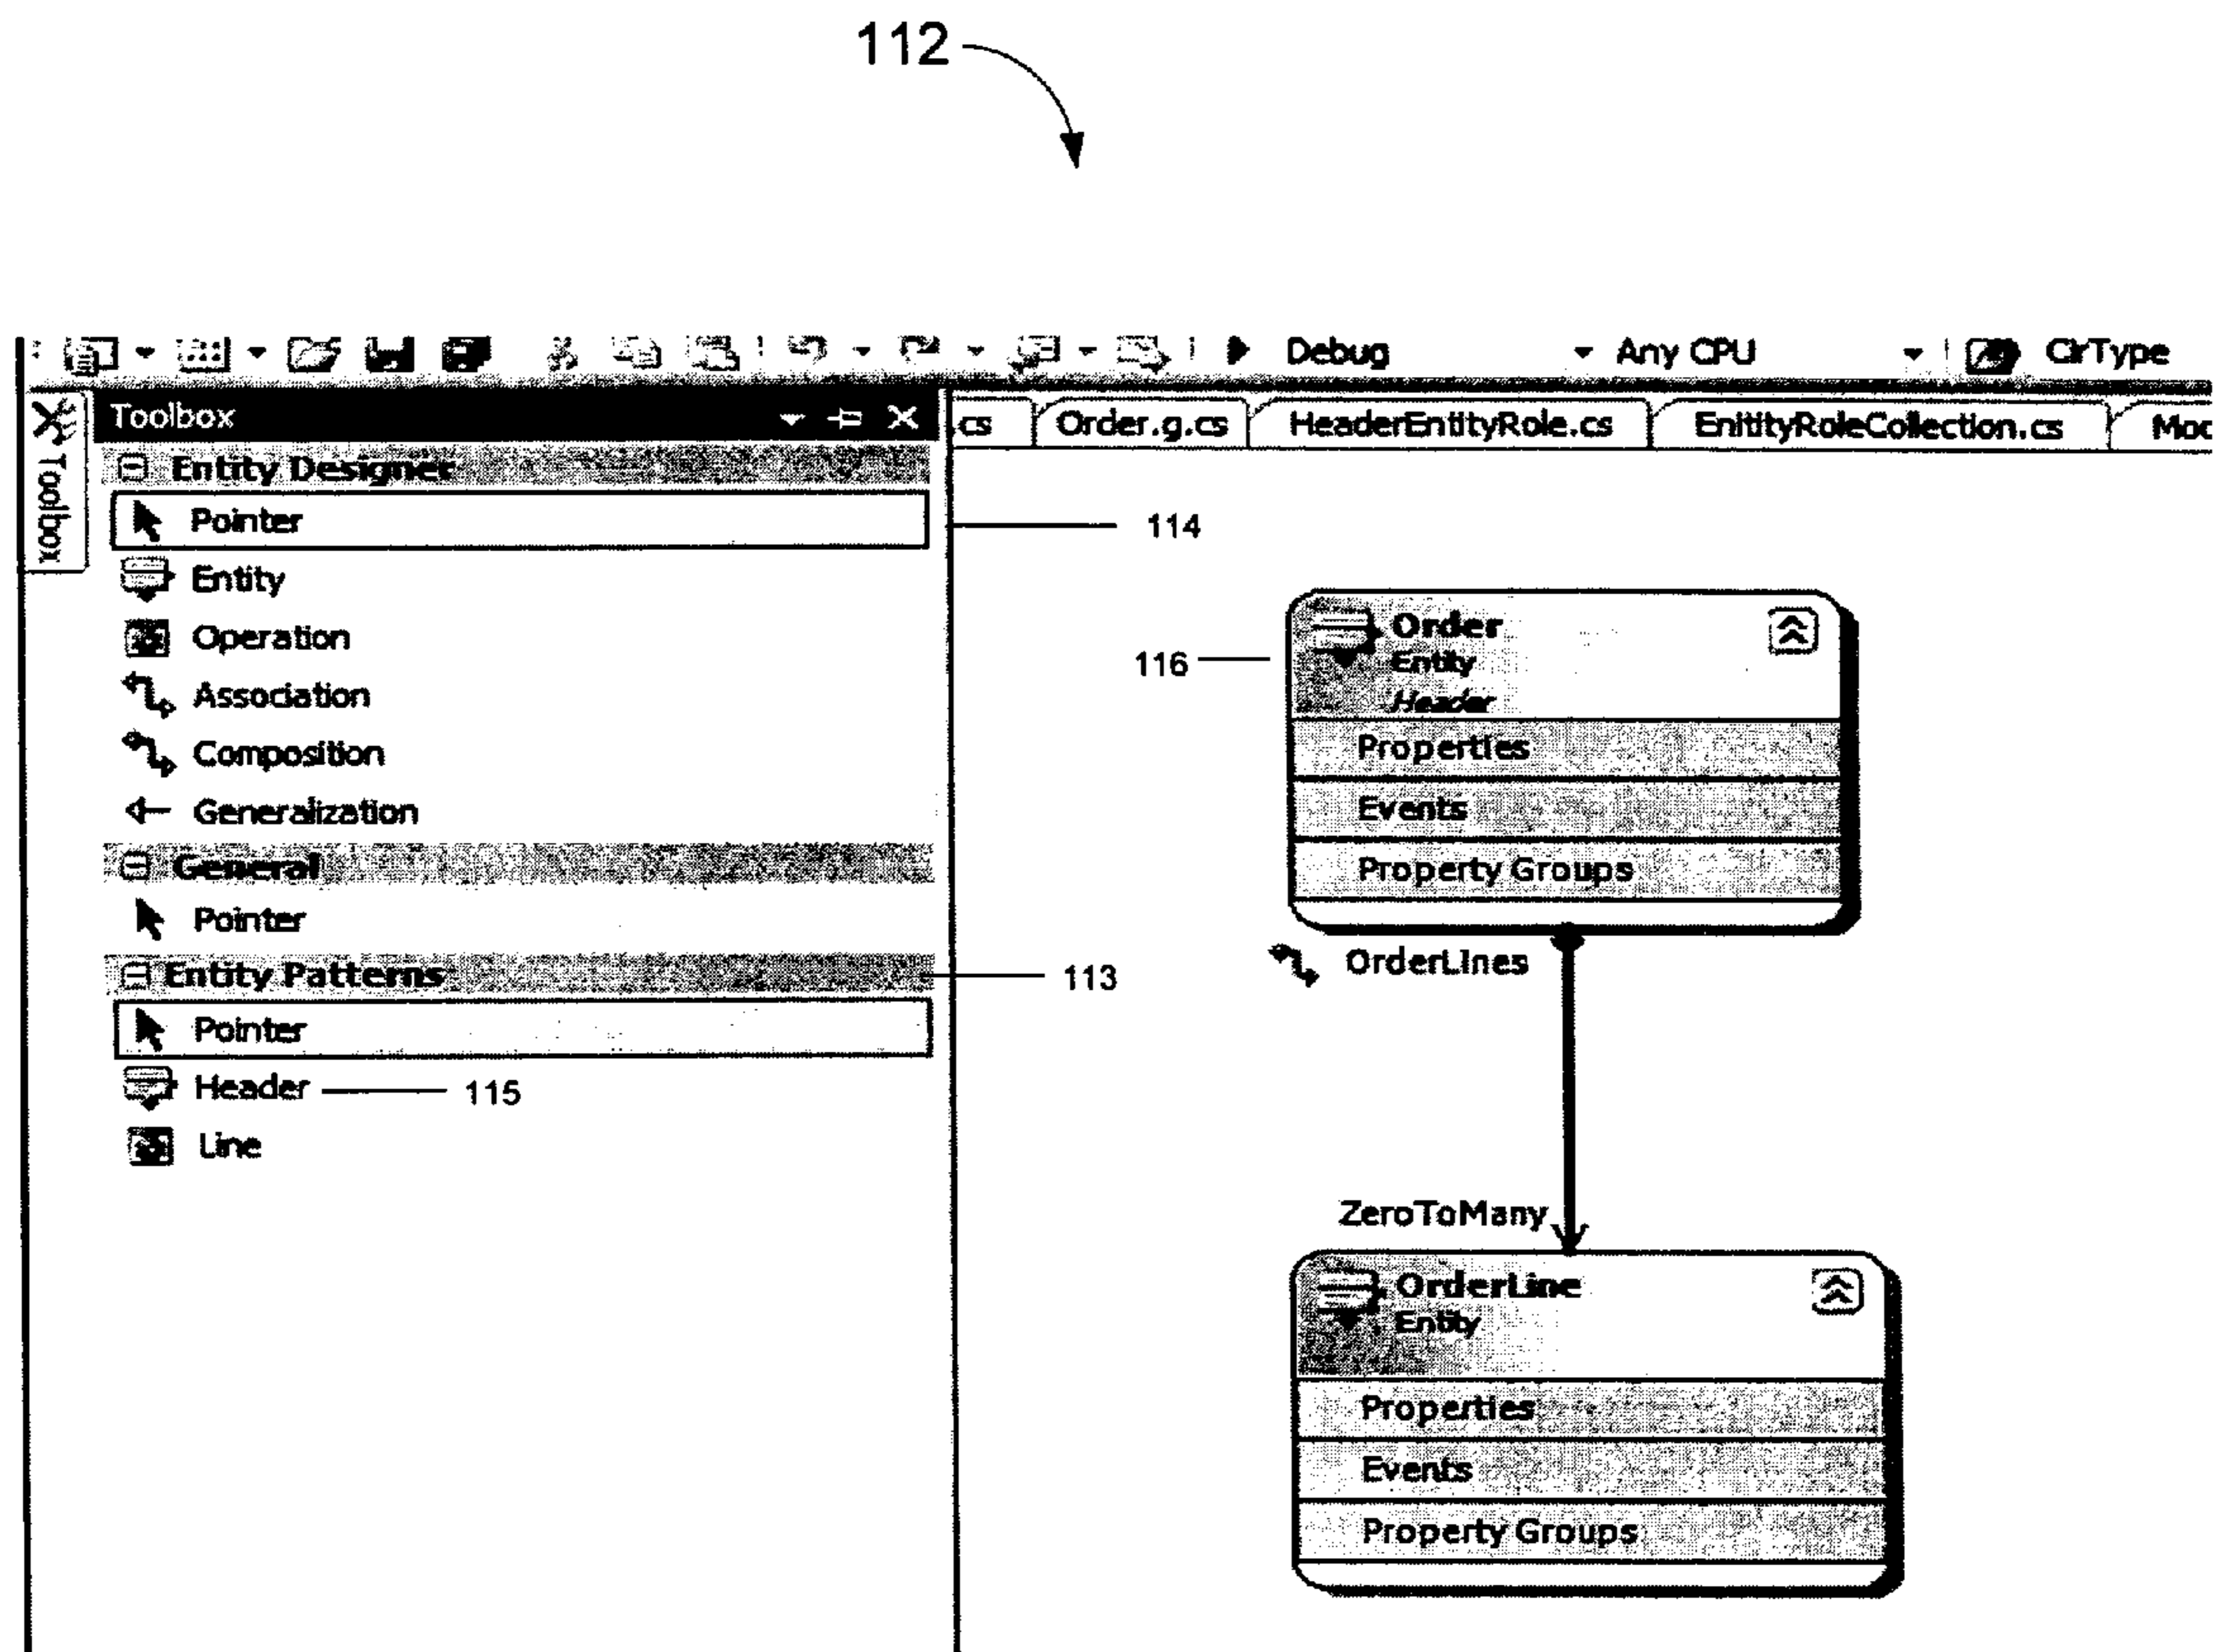 112
Debug Any CPU ClrType
Toolbox
Toolbox
.cs Order.g.cs HeaderEntityRole.cs EnitityRoleCollection.cs Moc
Entity Designer
Pointer
114
Entity
Operation
Association
Composition
Generalization
General
Pointer
Entity Patterns
113
Pointer
Header
115
Line
116
Order
Entity
Header
Properties
Events
Property Groups
OrderLines
ZeroToMany
OrderLine
Entity
Properties
Events
Property Groups